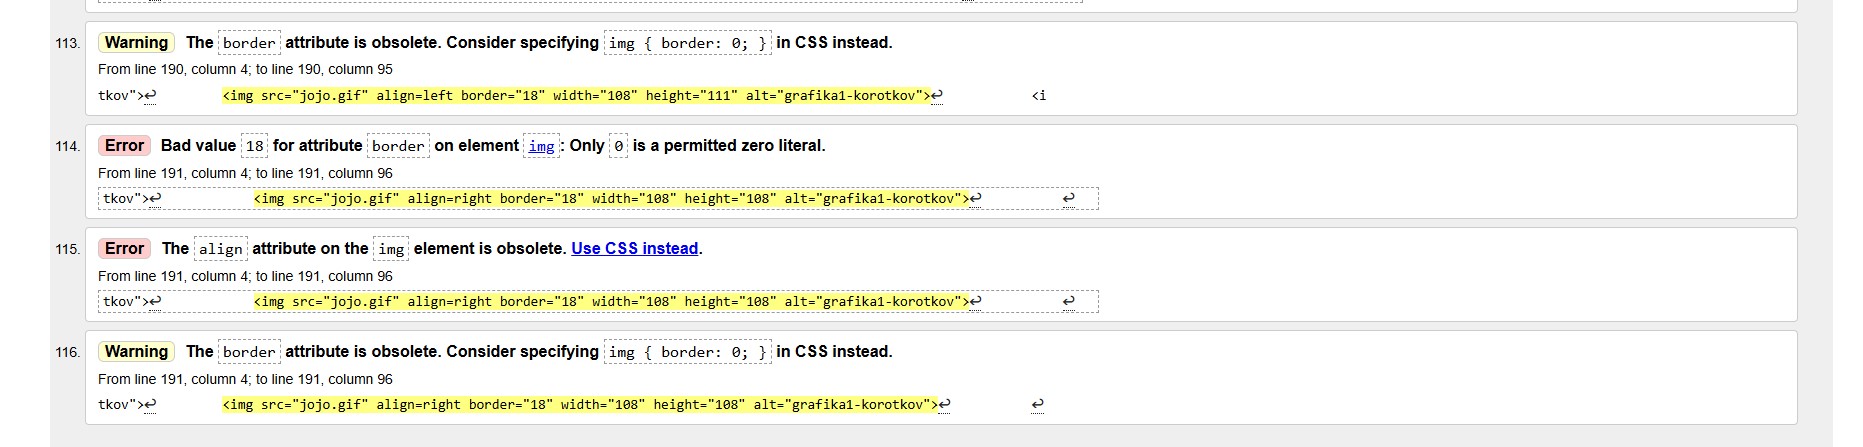 113. Warning The border attribute is obsolete. Consider specifying img { border: 0; } in CSS instead.
From line 190, column 4; to line 190, column 95
tkov">↩ <img src="jojo.gif" align=left border="18" width="108" height="111" alt="grafika1-korotkov">↩ <i
114. Error Bad value 18 for attribute border on element img: Only 0 is a permitted zero literal.
From line 191, column 4; to line 191, column 96
tkov">↩ <img src="jojo.gif" align=right border="18" width="108" height="108" alt="grafika1-korotkov">↩ ↩
115. Error The align attribute on the img element is obsolete. Use CSS instead.
From line 191, column 4; to line 191, column 96
tkov">↩ <img src="jojo.gif" align=right border="18" width="108" height="108" alt="grafika1-korotkov">↩ ↩
116. Warning The border attribute is obsolete. Consider specifying img { border: 0; } in CSS instead.
From line 191, column 4; to line 191, column 96
tkov">↩ <img src="jojo.gif" align=right border="18" width="108" height="108" alt="grafika1-korotkov">↩ ↩